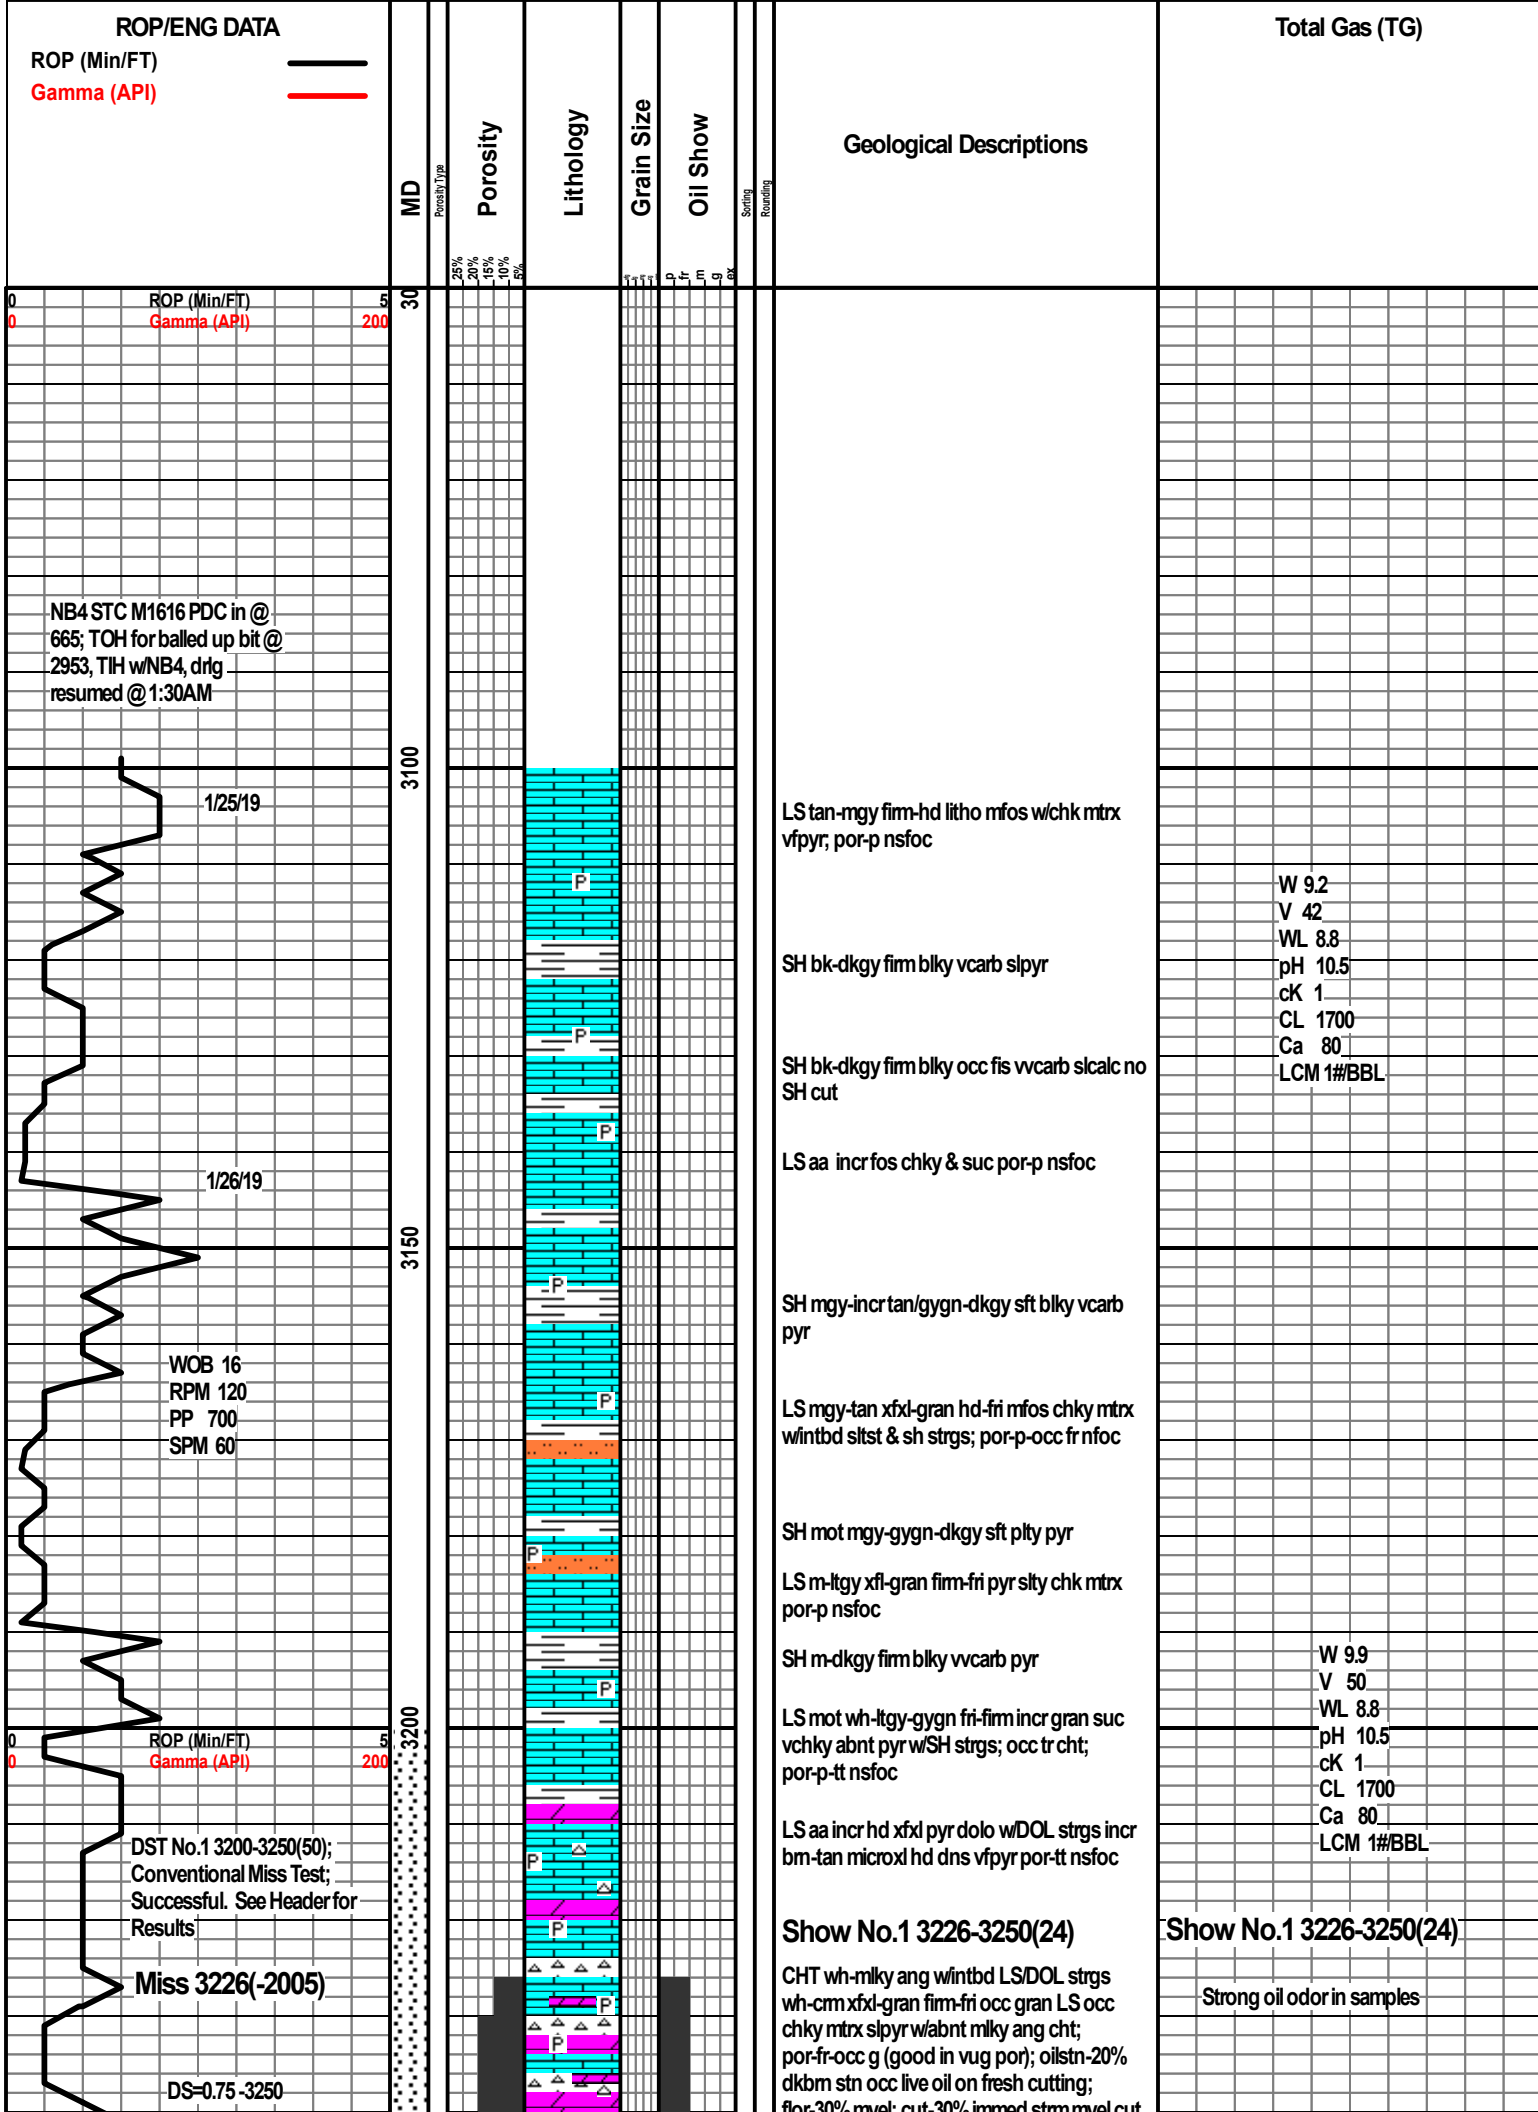 ROP/ENG DATA
ROP (Min/FT)
Gamma (API)
MD
Porosity Type
Porosity
25%
20%
15%
10%
5%
Lithology
Grain Size
Oil Show
p
fr
m
g
ex
Sorting
Rounding
Geological Descriptions
Total Gas (TG)
0 ROP (Min/FT) 5
0 Gamma (API) 200
30
NB4 STC M1616 PDC in @
665; TOH for balled up bit @
2953, TIH w/NB4, drlg
resumed @ 1:30AM
3100
1/25/19
LS tan-mgy firm-hd litho mfos w/chk mtrx
vfpyr; por-p nsfoc
P
W 9.2
V 42
WL 8.8
pH 10.5
cK 1
CL 1700
Ca 80
LCM 1#/BBL
SH bk-dkgy firm blky vcarb slpyr
P
SH bk-dkgy firm blky occ fis vvcarb slcalc no
SH cut
P
LS aa incr fos chky & suc por-p nsfoc
1/26/19
3150
P
SH mgy-incr tan/gygn-dkgy sft blky vcarb
pyr
WOB 16
RPM 120
PP 700
SPM 60
P
LS mgy-tan xfxl-gran hd-fri mfos chky mtrx
w/intbd sltst & sh strgs; por-p-occ fr nfoc
SH mot mgy-gygn-dkgy sft plty pyr
P
LS m-ltgy xfl-gran firm-fri pyr slty chk mtrx
por-p nsfoc
SH m-dkgy firm blky vvcarb pyr
P
W 9.9
V 50
WL 8.8
pH 10.5
cK 1
CL 1700
Ca 80
LCM 1#/BBL
LS mot wh-ltgy-gygn fri-firm incr gran suc
vchky abnt pyr w/SH strgs; occ tr cht;
por-p-tt nsfoc
3200
0 ROP (Min/FT) 5
0 Gamma (API) 200
DST No.1 3200-3250(50);
Conventional Miss Test;
Successful. See Header for
Results
LS aa incr hd xfxl pyr dolo w/DOL strgs incr
brn-tan microxl hd dns vfpyr por-tt nsfoc
P
P
Show No.1 3226-3250(24)
Show No.1 3226-3250(24)
Miss 3226(-2005)
Strong oil odor in samples
P
P
CHT wh-mlky ang w/intbd LS/DOL strgs
wh-crm xfxl-gran firm-fri occ gran LS occ
chky mtrx slpyr w/abnt mlky ang cht;
por-fr-occ g (good in vug por); oilstn-20%
dkbrn stn occ live oil on fresh cutting;
flor-30% myel; cut-30% immed strm myel cut
DS=0.75 -3250